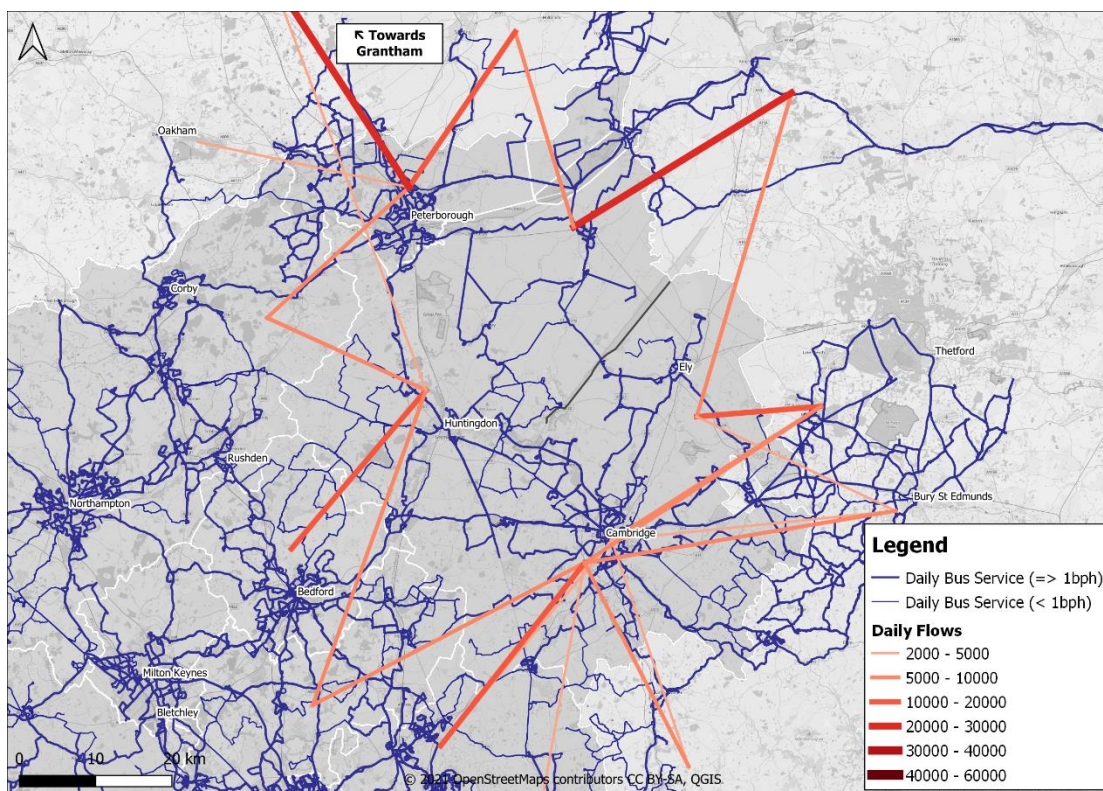 ↖ Towards
Grantham
Oakham
Peterborough
Corby
Thetford
Ely
Huntingdon
Rushden
Northampton
Bury St Edmunds
Cambridge
Bedford
Milton Keynes
Bletchley
Legend
Daily Bus Service (=> 1bph)
Daily Bus Service (< 1bph)
Daily Flows
2000 - 5000
5000 - 10000
10000 - 20000
20000 - 30000
30000 - 40000
40000 - 60000
0 10 20 km
© 2021 OpenStreetMaps contributors CC BY-SA, QGIS